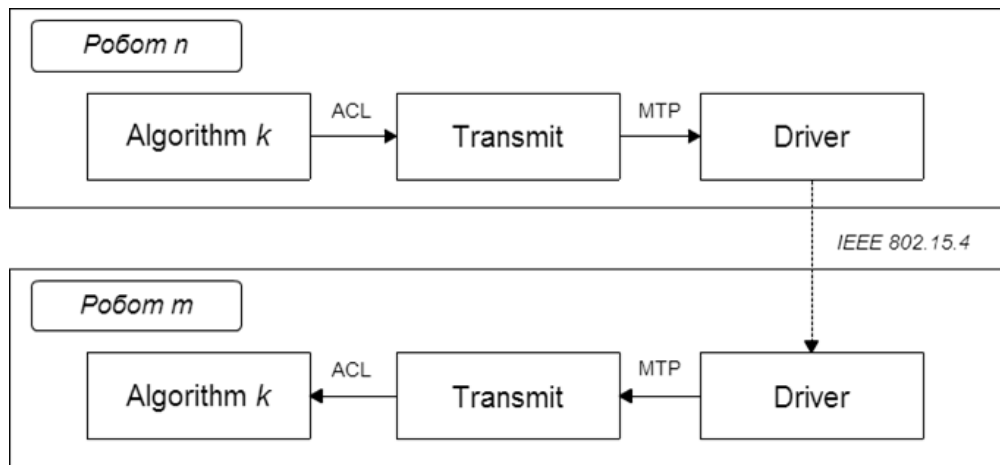 Робот n
Algorithm k
ACL
Transmit
MTP
Driver
IEEE 802.15.4
Робот m
Algorithm k
ACL
Transmit
MTP
Driver